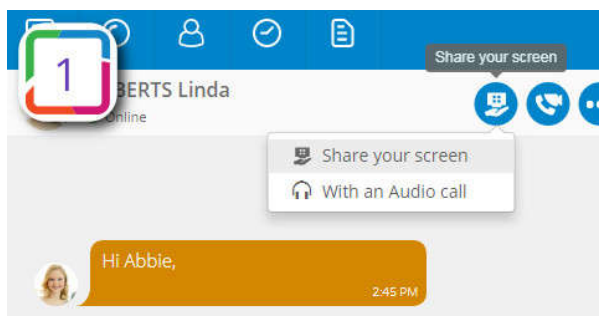 Share your screen
1
BERTS Linda
Online
Share your screen
With an Audio call
Hi Abbie,
2:45 PM